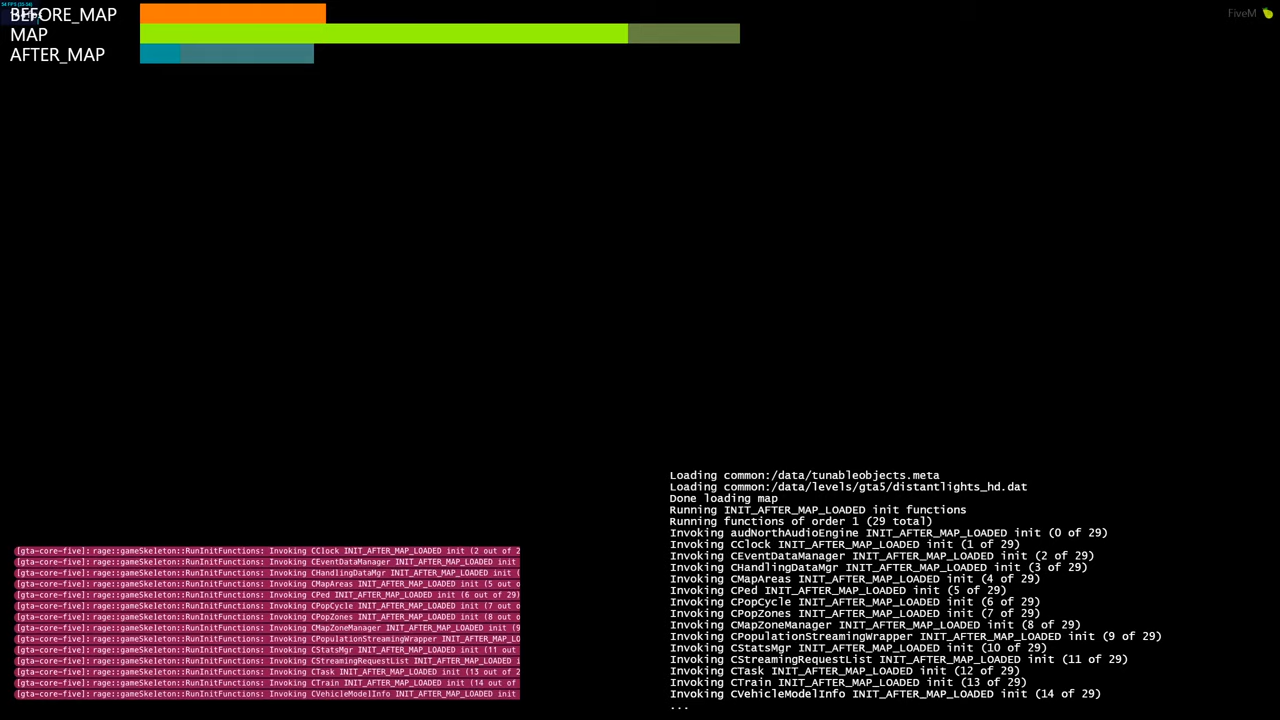 54 FPS (33-54)
BEFORE_MAP
MAP
AFTER_MAP
FiveM
Loading common:/data/tunableobjects.meta
Loading common:/data/levels/gta5/distantlights_hd.dat
Done loading map
Running INIT_AFTER_MAP_LOADED init functions
Running functions of order 1 (29 total)
Invoking audNorthAudioEngine INIT_AFTER_MAP_LOADED init (0 of 29)
Invoking CClock INIT_AFTER_MAP_LOADED init (1 of 29)
Invoking CEventDataManager INIT_AFTER_MAP_LOADED init (2 of 29)
Invoking CHandlingDataMgr INIT_AFTER_MAP_LOADED init (3 of 29)
Invoking CMapAreas INIT_AFTER_MAP_LOADED init (4 of 29)
Invoking CPed INIT_AFTER_MAP_LOADED init (5 of 29)
Invoking CPopCycle INIT_AFTER_MAP_LOADED init (6 of 29)
Invoking CPopZones INIT_AFTER_MAP_LOADED init (7 of 29)
Invoking CMapZoneManager INIT_AFTER_MAP_LOADED init (8 of 29)
Invoking CPopulationStreamingWrapper INIT_AFTER_MAP_LOADED init (9 of 29)
Invoking CStatsMgr INIT_AFTER_MAP_LOADED init (10 of 29)
Invoking CStreamingRequestList INIT_AFTER_MAP_LOADED init (11 of 29)
Invoking CTask INIT_AFTER_MAP_LOADED init (12 of 29)
Invoking CTrain INIT_AFTER_MAP_LOADED init (13 of 29)
Invoking CVehicleModelInfo INIT_AFTER_MAP_LOADED init (14 of 29)
...
[gta-core-five]: rage::gameSkeleton::RunInitFunctions: Invoking CClock INIT_AFTER_MAP_LOADED init (2 out of 2
[gta-core-five]: rage::gameSkeleton::RunInitFunctions: Invoking CEventDataManager INIT_AFTER_MAP_LOADED init
[gta-core-five]: rage::gameSkeleton::RunInitFunctions: Invoking CHandlingDataMgr INIT_AFTER_MAP_LOADED init (
[gta-core-five]: rage::gameSkeleton::RunInitFunctions: Invoking CMapAreas INIT_AFTER_MAP_LOADED init (5 out o
[gta-core-five]: rage::gameSkeleton::RunInitFunctions: Invoking CPed INIT_AFTER_MAP_LOADED init (6 out of 29)
[gta-core-five]: rage::gameSkeleton::RunInitFunctions: Invoking CPopCycle INIT_AFTER_MAP_LOADED init (7 out o
[gta-core-five]: rage::gameSkeleton::RunInitFunctions: Invoking CPopZones INIT_AFTER_MAP_LOADED init (8 out o
[gta-core-five]: rage::gameSkeleton::RunInitFunctions: Invoking CMapZoneManager INIT_AFTER_MAP_LOADED init (9
[gta-core-five]: rage::gameSkeleton::RunInitFunctions: Invoking CPopulationStreamingWrapper INIT_AFTER_MAP_LO
[gta-core-five]: rage::gameSkeleton::RunInitFunctions: Invoking CStatsMgr INIT_AFTER_MAP_LOADED init (11 out
[gta-core-five]: rage::gameSkeleton::RunInitFunctions: Invoking CStreamingRequestList INIT_AFTER_MAP_LOADED i
[gta-core-five]: rage::gameSkeleton::RunInitFunctions: Invoking CTask INIT_AFTER_MAP_LOADED init (13 out of 2
[gta-core-five]: rage::gameSkeleton::RunInitFunctions: Invoking CTrain INIT_AFTER_MAP_LOADED init (14 out of
[gta-core-five]: rage::gameSkeleton::RunInitFunctions: Invoking CVehicleModelInfo INIT_AFTER_MAP_LOADED init